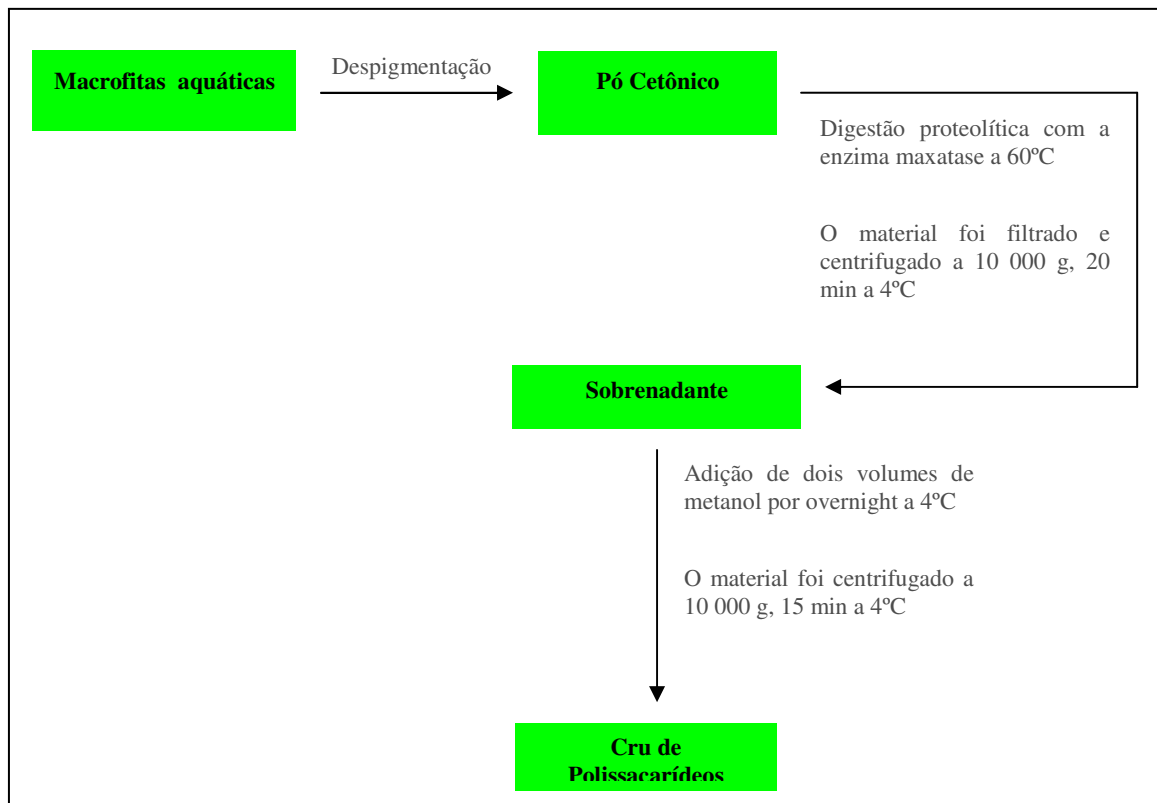 Macrofitas aquáticas
Despigmentação
Pó Cetônico
Digestão proteolítica com a
enzima maxatase a 60ºC
O material foi filtrado e
centrifugado a 10 000 g, 20
min a 4ºC
Sobrenadante
Adição de dois volumes de
metanol por overnight a 4ºC
O material foi centrifugado a
10 000 g, 15 min a 4ºC
Cru de
Polissacarídeos